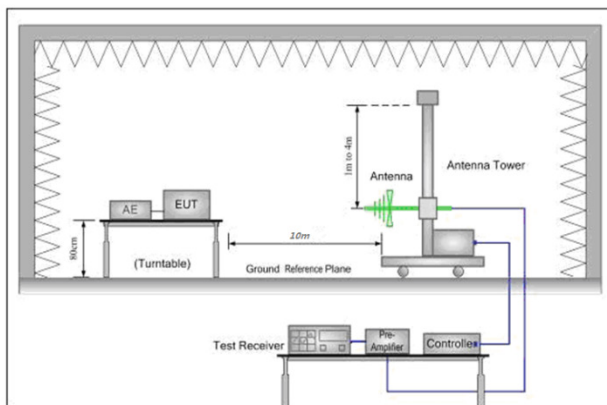 1m to 4m
Antenna
Antenna Tower
AE
EUT
80cm
(Turntable)
10m
Ground Reference Plane
Test Receiver
Pre-
Amplifier
Controller